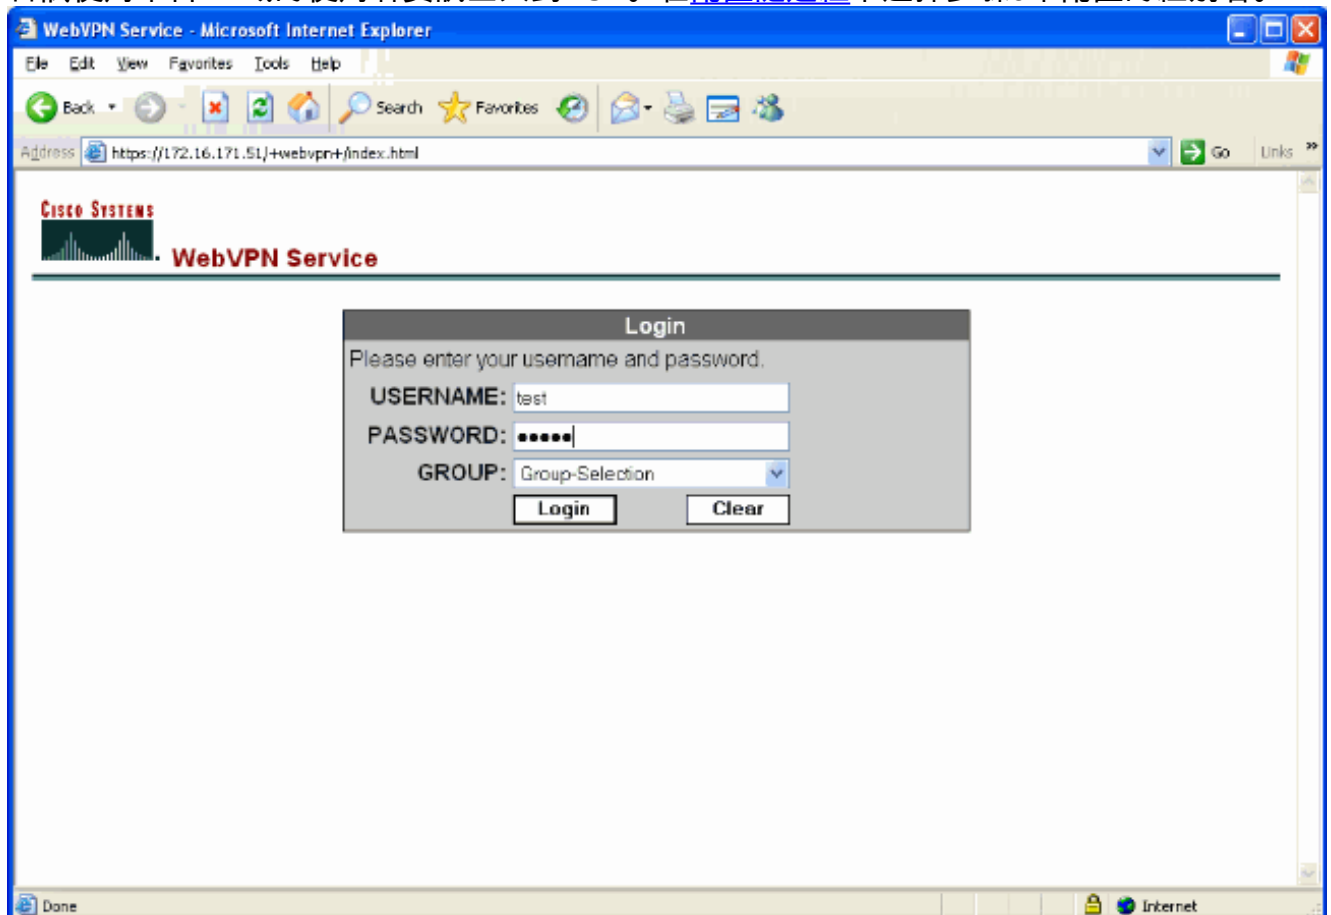 WebVPN Service - Microsoft Internet Explorer
File Edit View Favorites Tools Help
Back Search Favorites
Address https://172.16.171.51/+webvpn+/index.html Go Links »
CISCO SYSTEMS
WebVPN Service
Login
Please enter your username and password.
USERNAME: test
PASSWORD: •••••
GROUP: Group-Selection
Login Clear
Done Internet